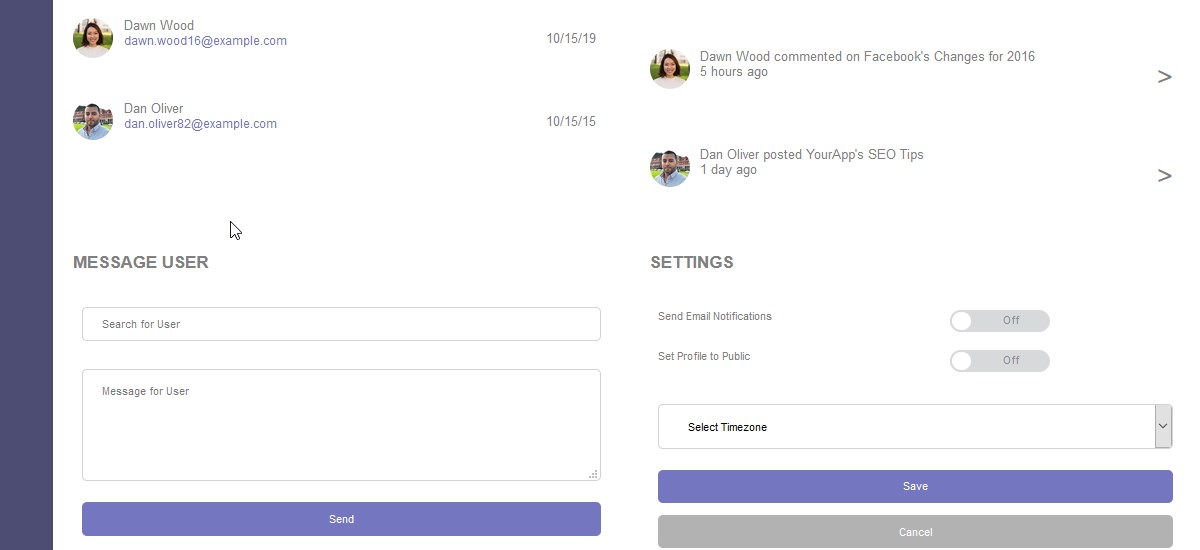 Dawn Wood
dawn.wood16@example.com
10/15/19
Dan Oliver
dan.oliver82@example.com
10/15/15
Dawn Wood commented on Facebook's Changes for 2016
5 hours ago
>
Dan Oliver posted YourApp's SEO Tips
1 day ago
>
MESSAGE USER
Search for User
Message for User
Send
SETTINGS
Send Email Notifications
Off
Set Profile to Public
Off
Select Timezone
Save
Cancel